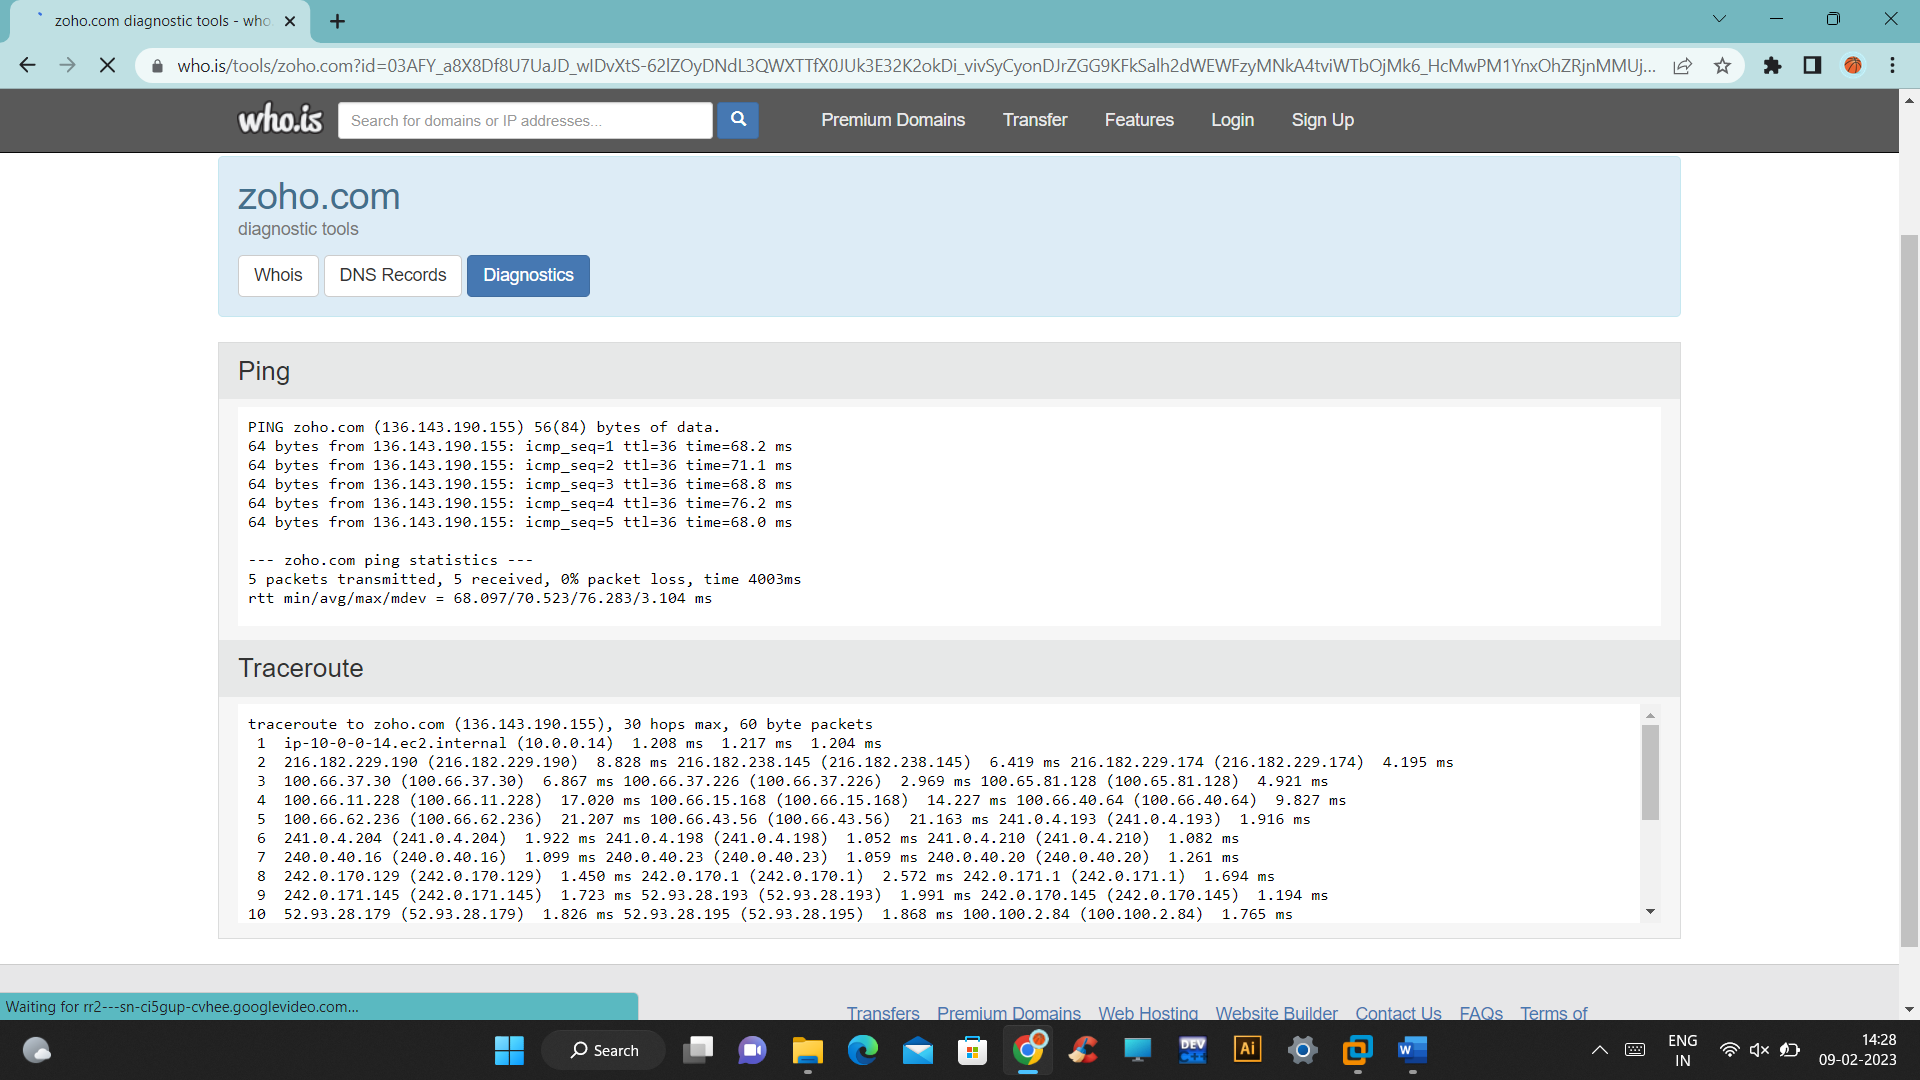 zoho.com diagnostic tools - who.
who.is/tools/zoho.com?id=03AFY_a8X8Df8U7UaJD_wIDvXtS-62lZOyDNdL3QWXTTfX0JUk3E32K2okDi_vivSyCyonDJrZGG9KFkSalh2dWEWFzyMNkA4tviWTbOjMk6_HcMwPM1YnxOhZRjnMMUj...
who.is
Search for domains or IP addresses...
Premium Domains Transfer Features Login Sign Up
zoho.com
diagnostic tools
Whois DNS Records Diagnostics
Ping
PING zoho.com (136.143.190.155) 56(84) bytes of data.
64 bytes from 136.143.190.155: icmp_seq=1 ttl=36 time=68.2 ms
64 bytes from 136.143.190.155: icmp_seq=2 ttl=36 time=71.1 ms
64 bytes from 136.143.190.155: icmp_seq=3 ttl=36 time=68.8 ms
64 bytes from 136.143.190.155: icmp_seq=4 ttl=36 time=76.2 ms
64 bytes from 136.143.190.155: icmp_seq=5 ttl=36 time=68.0 ms
--- zoho.com ping statistics ---
5 packets transmitted, 5 received, 0% packet loss, time 4003ms
rtt min/avg/max/mdev = 68.097/70.523/76.283/3.104 ms
Traceroute
traceroute to zoho.com (136.143.190.155), 30 hops max, 60 byte packets
1 ip-10-0-0-14.ec2.internal (10.0.0.14) 1.208 ms 1.217 ms 1.204 ms
2 216.182.229.190 (216.182.229.190) 8.828 ms 216.182.238.145 (216.182.238.145) 6.419 ms 216.182.229.174 (216.182.229.174) 4.195 ms
3 100.66.37.30 (100.66.37.30) 6.867 ms 100.66.37.226 (100.66.37.226) 2.969 ms 100.65.81.128 (100.65.81.128) 4.921 ms
4 100.66.11.228 (100.66.11.228) 17.020 ms 100.66.15.168 (100.66.15.168) 14.227 ms 100.66.40.64 (100.66.40.64) 9.827 ms
5 100.66.62.236 (100.66.62.236) 21.207 ms 100.66.43.56 (100.66.43.56) 21.163 ms 241.0.4.193 (241.0.4.193) 1.916 ms
6 241.0.4.204 (241.0.4.204) 1.922 ms 241.0.4.198 (241.0.4.198) 1.052 ms 241.0.4.210 (241.0.4.210) 1.082 ms
7 240.0.40.16 (240.0.40.16) 1.099 ms 240.0.40.23 (240.0.40.23) 1.059 ms 240.0.40.20 (240.0.40.20) 1.261 ms
8 242.0.170.129 (242.0.170.129) 1.450 ms 242.0.170.1 (242.0.170.1) 2.572 ms 242.0.171.1 (242.0.171.1) 1.694 ms
9 242.0.171.145 (242.0.171.145) 1.723 ms 52.93.28.193 (52.93.28.193) 1.991 ms 242.0.170.145 (242.0.170.145) 1.194 ms
10 52.93.28.179 (52.93.28.179) 1.826 ms 52.93.28.195 (52.93.28.195) 1.868 ms 100.100.2.84 (100.100.2.84) 1.765 ms
Waiting for rr2---sn-ci5gup-cvhee.googlevideo.com...
Transfers Premium Domains Web Hosting Website Builder Contact Us FAQs Terms of
Search
DEV
C++
Ai
W
ENG
IN
14:28
09-02-2023